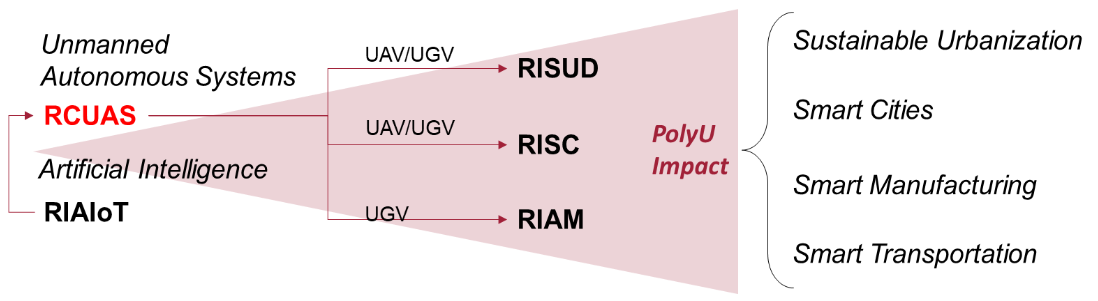 Unmanned
Autonomous Systems
RCUAS
Artificial Intelligence
RIAIoT
UAV/UGV
RISUD
UAV/UGV
RISC
UGV
RIAM
PolyU
Impact
Sustainable Urbanization
Smart Cities
Smart Manufacturing
Smart Transportation